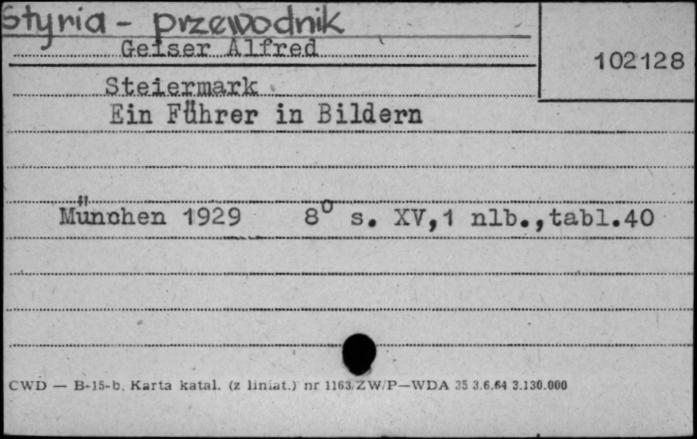 Styria - przewodnik
Geiser Alfred
102128
Steiermark
Ein Führer in Bildern
München 1929 8° s. XV,1 nlb.,tabl.40
CWD — B-15-b, Karta katal. (z liniat.) nr 1163/ZW/P—WDA 35 3.6.64 3.130.000